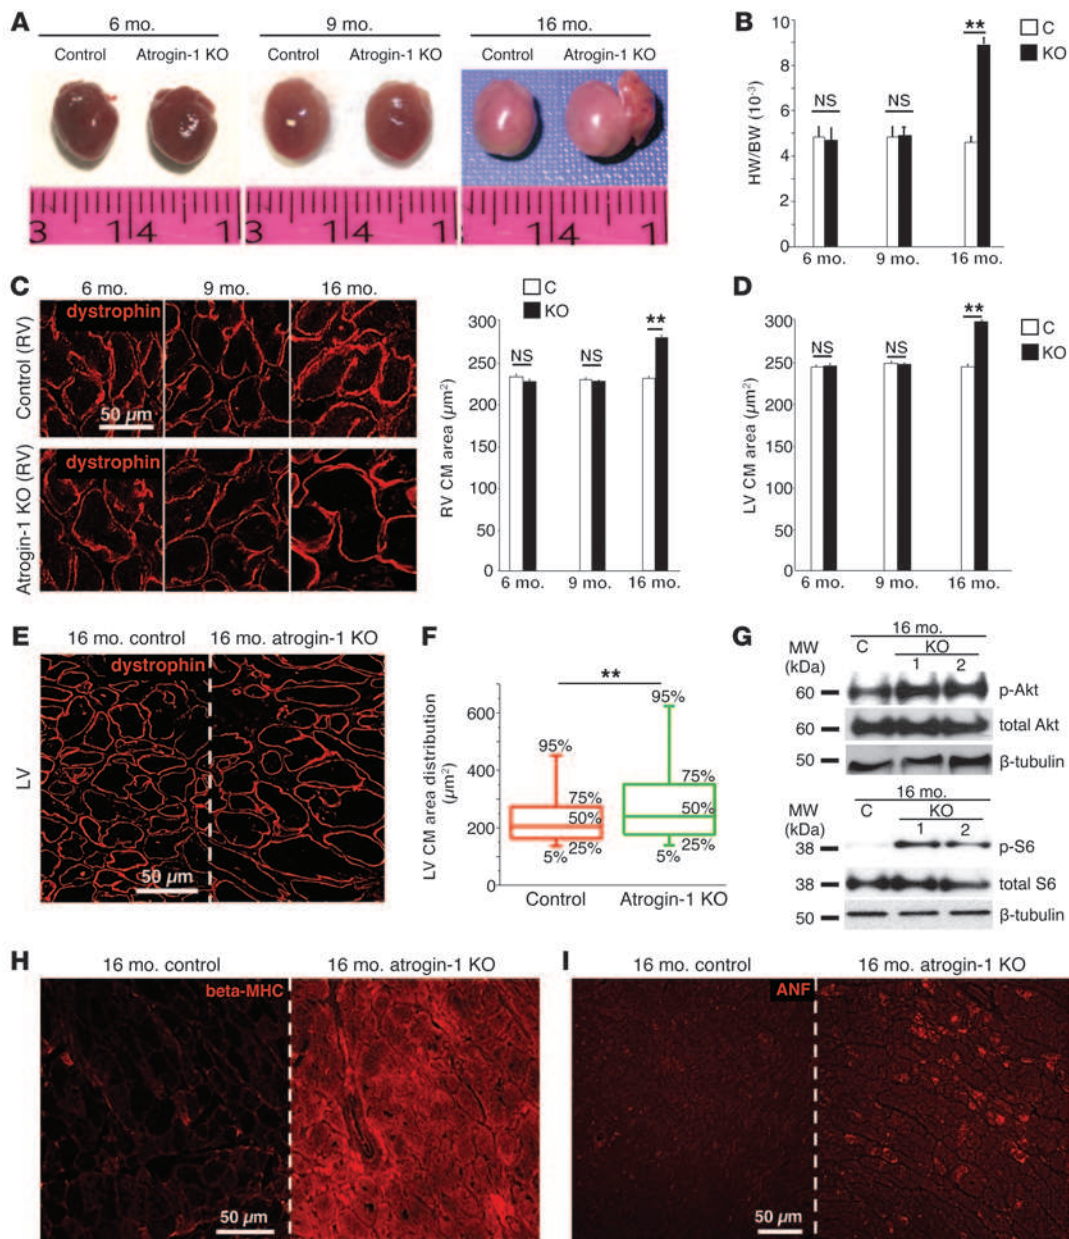 A
6 mo.
9 mo.
16 mo.
Control
Atrogin-1 KO
Control
Atrogin-1 KO
Control
Atrogin-1 KO
3 1 4 1
3 1 4 1
1 4 1
B
HW/BW (10⁻³)
10
8
6
4
2
0
NS
NS
**
C
KO
6 mo.
9 mo.
16 mo.
C
6 mo.
9 mo.
16 mo.
Control (RV)
dystrophin
50 µm
Atrogin-1 KO (RV)
dystrophin
C
KO
RV CM area (µm²)
300
250
200
150
100
50
0
NS
NS
**
6 mo.
9 mo.
16 mo.
D
LV CM area (µm²)
300
250
200
150
100
50
0
NS
NS
**
C
KO
6 mo.
9 mo.
16 mo.
E
16 mo. control
16 mo. atrogin-1 KO
LV
dystrophin
50 µm
F
LV CM area distribution
(µm²)
600
400
200
0
**
95%
75%
50%
25%
5%
95%
75%
50%
25%
5%
Control
Atrogin-1 KO
G
16 mo.
MW
(kDa)
C
KO
1
2
60
p-Akt
60
total Akt
50
β-tubulin
16 mo.
MW
(kDa)
C
KO
1
2
38
p-S6
38
total S6
50
β-tubulin
H
16 mo. control
16 mo. atrogin-1 KO
beta-MHC
50 µm
I
16 mo. control
16 mo. atrogin-1 KO
ANF
50 µm